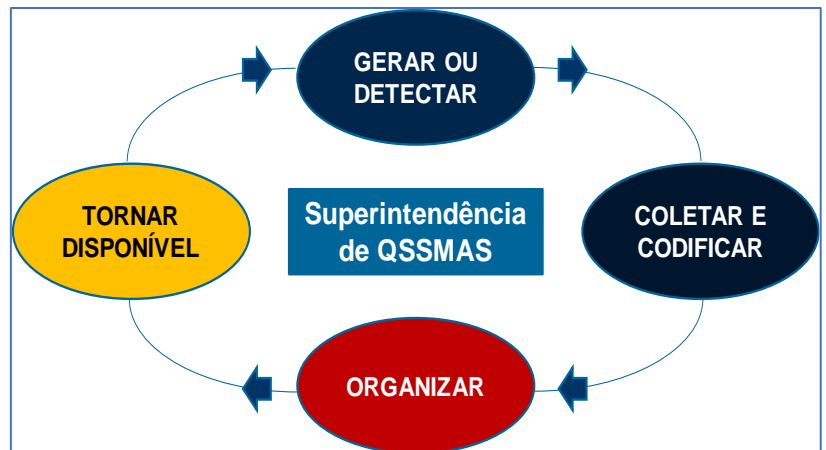 GERAR OU
DETECTAR
TORNAR
DISPONÍVEL
Superintendência
de QSSMAS
COLETAR E
CODIFICAR
ORGANIZAR